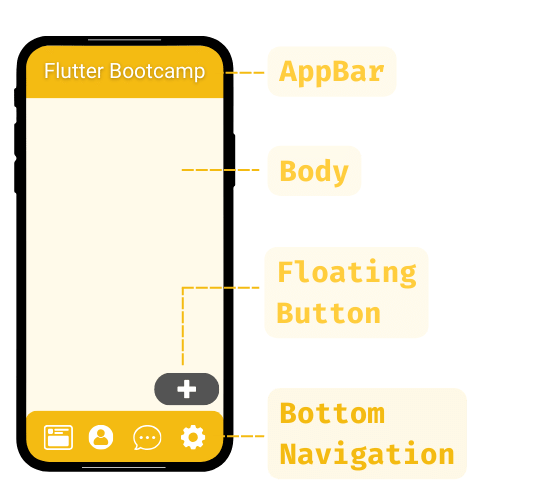 Flutter Bootcamp
AppBar
Body
Floating
Button
Bottom
Navigation